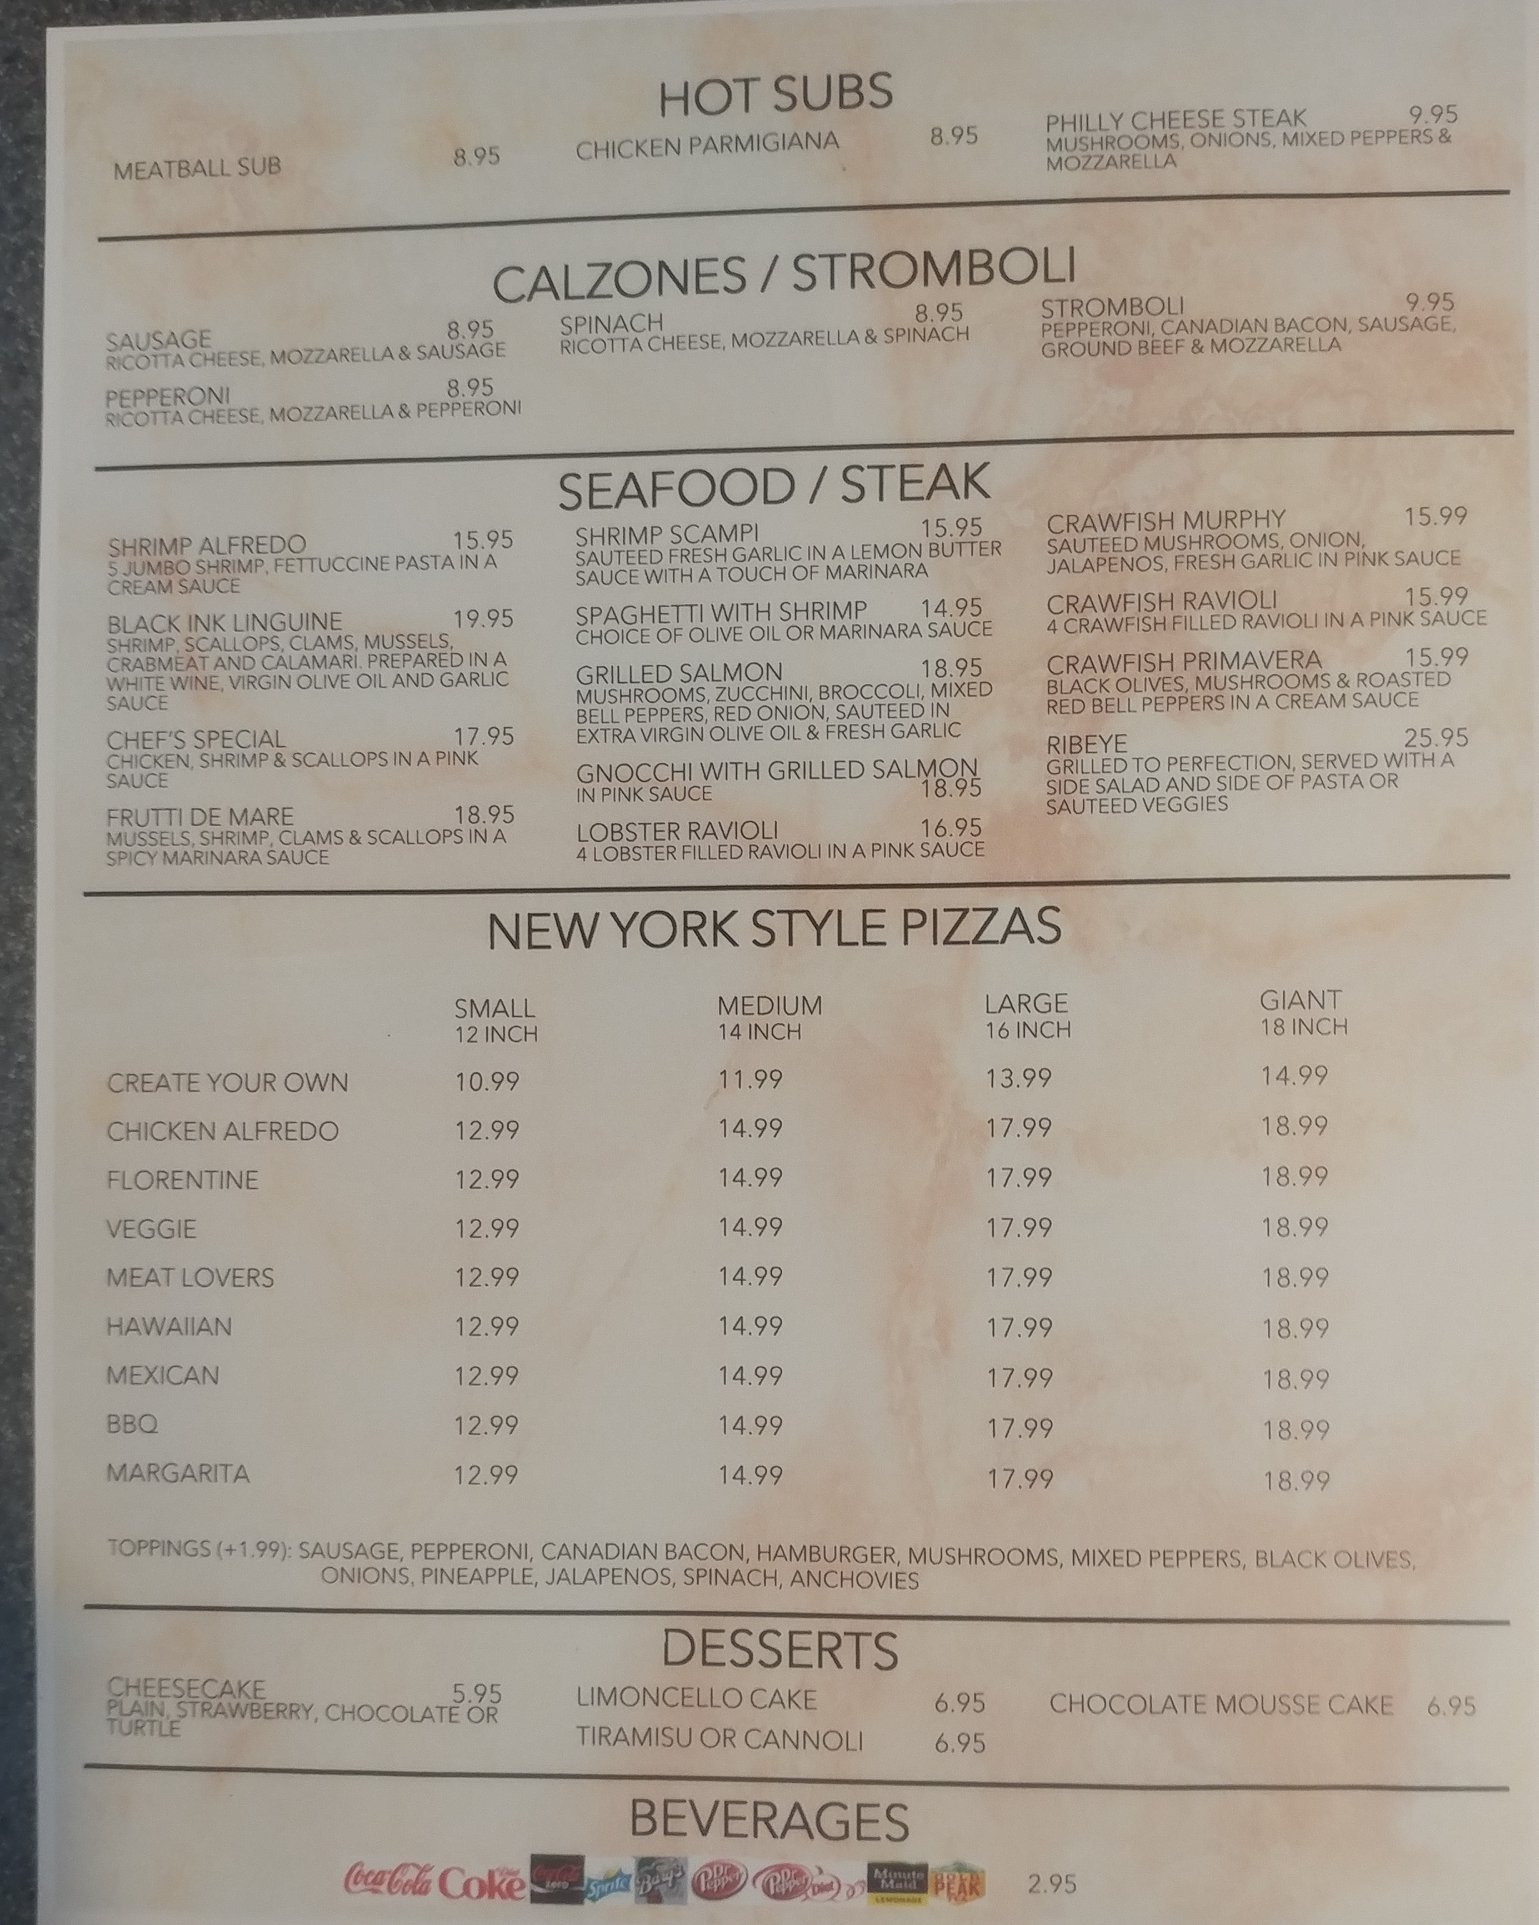 HOT SUBS
MEATBALL SUB 8.95
CHICKEN PARMIGIANA 8.95
PHILLY CHEESE STEAK 9.95
MUSHROOMS, ONIONS, MIXED PEPPERS &
MOZZARELLA
CALZONES / STROMBOLI
SAUSAGE 8.95
RICOTTA CHEESE, MOZZARELLA & SAUSAGE
PEPPERONI 8.95
RICOTTA CHEESE, MOZZARELLA & PEPPERONI
SPINACH 8.95
RICOTTA CHEESE, MOZZARELLA & SPINACH
STROMBOLI 9.95
PEPPERONI, CANADIAN BACON, SAUSAGE,
GROUND BEEF & MOZZARELLA
SEAFOOD / STEAK
SHRIMP ALFREDO 15.95
5 JUMBO SHRIMP, FETTUCCINE PASTA IN A
CREAM SAUCE
BLACK INK LINGUINE 19.95
SHRIMP, SCALLOPS, CLAMS, MUSSELS,
CRABMEAT AND CALAMARI. PREPARED IN A
WHITE WINE, VIRGIN OLIVE OIL AND GARLIC
SAUCE
CHEF'S SPECIAL 17.95
CHICKEN, SHRIMP & SCALLOPS IN A PINK
SAUCE
FRUTTI DE MARE 18.95
MUSSELS, SHRIMP, CLAMS & SCALLOPS IN A
SPICY MARINARA SAUCE
SHRIMP SCAMPI 15.95
SAUTEED FRESH GARLIC IN A LEMON BUTTER
SAUCE WITH A TOUCH OF MARINARA
SPAGHETTI WITH SHRIMP 14.95
CHOICE OF OLIVE OIL OR MARINARA SAUCE
GRILLED SALMON 18.95
MUSHROOMS, ZUCCHINI, BROCCOLI, MIXED
BELL PEPPERS, RED ONION, SAUTEED IN
EXTRA VIRGIN OLIVE OIL & FRESH GARLIC
GNOCCHI WITH GRILLED SALMON
IN PINK SAUCE 18.95
LOBSTER RAVIOLI 16.95
4 LOBSTER FILLED RAVIOLI IN A PINK SAUCE
CRAWFISH MURPHY 15.99
SAUTEED MUSHROOMS, ONION,
JALAPENOS, FRESH GARLIC IN PINK SAUCE
CRAWFISH RAVIOLI 15.99
4 CRAWFISH FILLED RAVIOLI IN A PINK SAUCE
CRAWFISH PRIMAVERA 15.99
BLACK OLIVES, MUSHROOMS & ROASTED
RED BELL PEPPERS IN A CREAM SAUCE
RIBEYE 25.95
GRILLED TO PERFECTION, SERVED WITH A
SIDE SALAD AND SIDE OF PASTA OR
SAUTEED VEGGIES
NEW YORK STYLE PIZZAS
SMALL MEDIUM LARGE GIANT
12 INCH 14 INCH 16 INCH 18 INCH
CREATE YOUR OWN 10.99 11.99 13.99 14.99
CHICKEN ALFREDO 12.99 14.99 17.99 18.99
FLORENTINE 12.99 14.99 17.99 18.99
VEGGIE 12.99 14.99 17.99 18.99
MEAT LOVERS 12.99 14.99 17.99 18.99
HAWAIIAN 12.99 14.99 17.99 18.99
MEXICAN 12.99 14.99 17.99 18.99
BBQ 12.99 14.99 17.99 18.99
MARGARITA 12.99 14.99 17.99 18.99
TOPPINGS (+1.99): SAUSAGE, PEPPERONI, CANADIAN BACON, HAMBURGER, MUSHROOMS, MIXED PEPPERS, BLACK OLIVES,
ONIONS, PINEAPPLE, JALAPENOS, SPINACH, ANCHOVIES
DESSERTS
CHEESECAKE 5.95
PLAIN, STRAWBERRY, CHOCOLATE OR
TURTLE
LIMONCELLO CAKE 6.95
TIRAMISU OR CANNOLI 6.95
CHOCOLATE MOUSSE CAKE 6.95
BEVERAGES
Coca-Cola Diet Coke Coca-Cola zero Sprite Barq's Dr Pepper Diet Dr Pepper Minute Maid LEMONADE GOLD PEAK 2.95